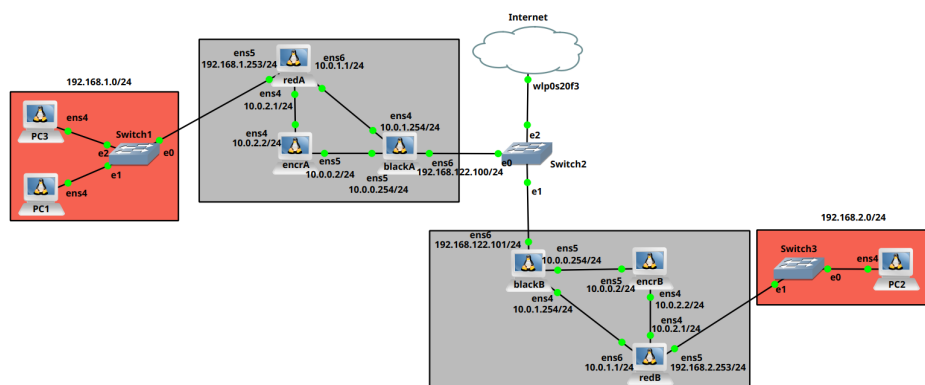 Internet
wlp0s20f3
e2
Switch2
e0
e1
192.168.1.0/24
PC3
ens4
Switch1
e2
e0
e1
PC1
ens4
ens5
192.168.1.253/24
redA
ens6
10.0.1.1/24
ens4
10.0.2.1/24
ens4
10.0.2.2/24
encrA
ens5
10.0.0.2/24
ens4
10.0.1.254/24
blackA
ens5
10.0.0.254/24
ens6
192.168.122.100/24
ens6
192.168.122.101/24
blackB
ens5
10.0.0.254/24
ens4
10.0.1.254/24
encrB
ens5
10.0.0.2/24
ens4
10.0.2.2/24
ens4
10.0.2.1/24
ens6
10.0.1.1/24
redB
ens5
192.168.2.253/24
192.168.2.0/24
Switch3
e1
e0
ens4
PC2